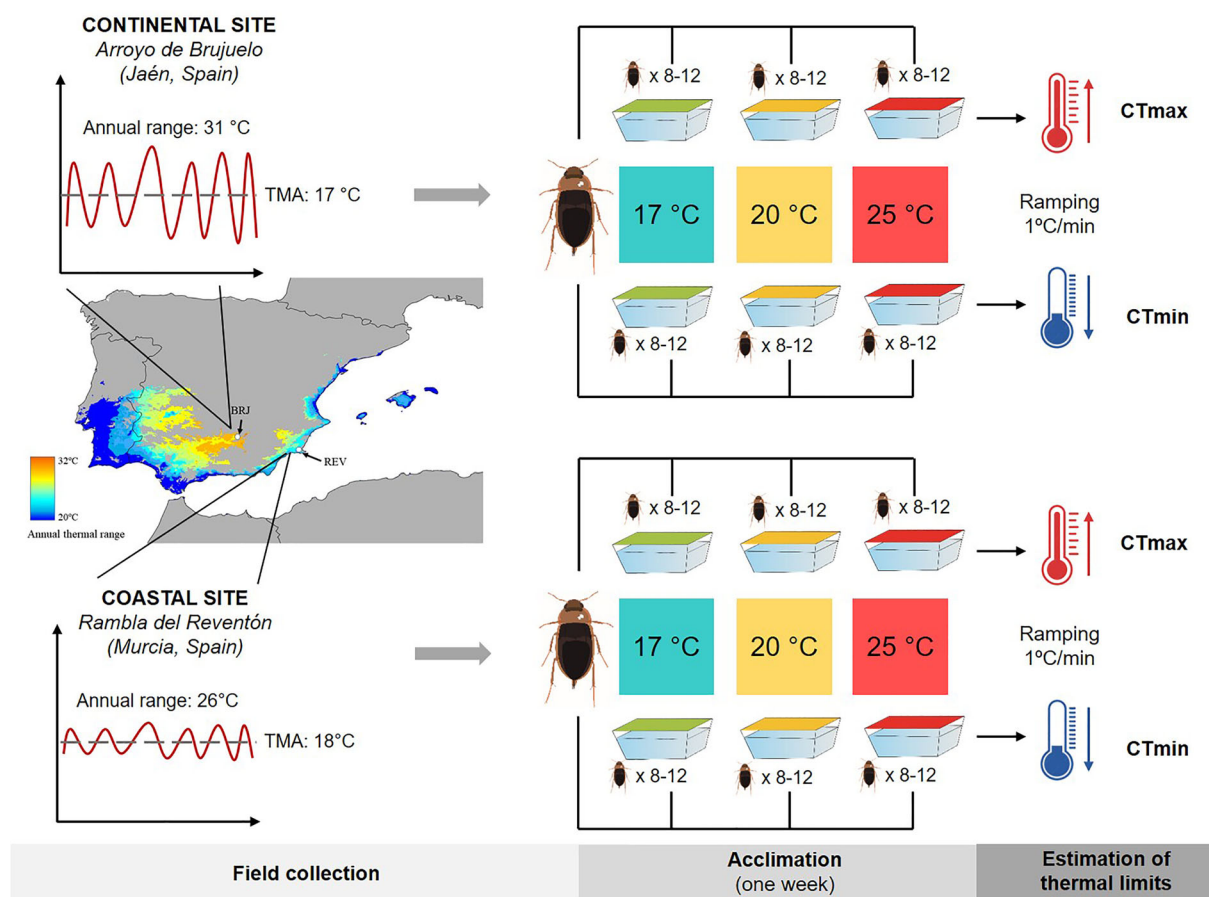 CONTINENTAL SITE
Arroyo de Brujuelo
(Jaén, Spain)
Annual range: 31 °C
TMA: 17 °C
BRJ
REV
32°C
20°C
Annual thermal range
COASTAL SITE
Rambla del Reventón
(Murcia, Spain)
Annual range: 26°C
TMA: 18°C
x 8-12
x 8-12
x 8-12
17 °C
20 °C
25 °C
x 8-12
x 8-12
x 8-12
CTmax
Ramping
1ºC/min
CTmin
x 8-12
x 8-12
x 8-12
17 °C
20 °C
25 °C
x 8-12
x 8-12
x 8-12
CTmax
Ramping
1ºC/min
CTmin
Field collection
Acclimation
(one week)
Estimation of
thermal limits